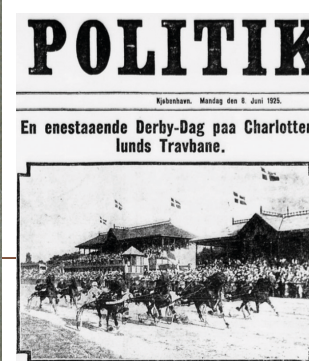 POLITIK
Kjøbenhavn. Mandag den 8. Juni 1925.
En enestaaende Derby-Dag paa Charlotten
lunds Travbane.